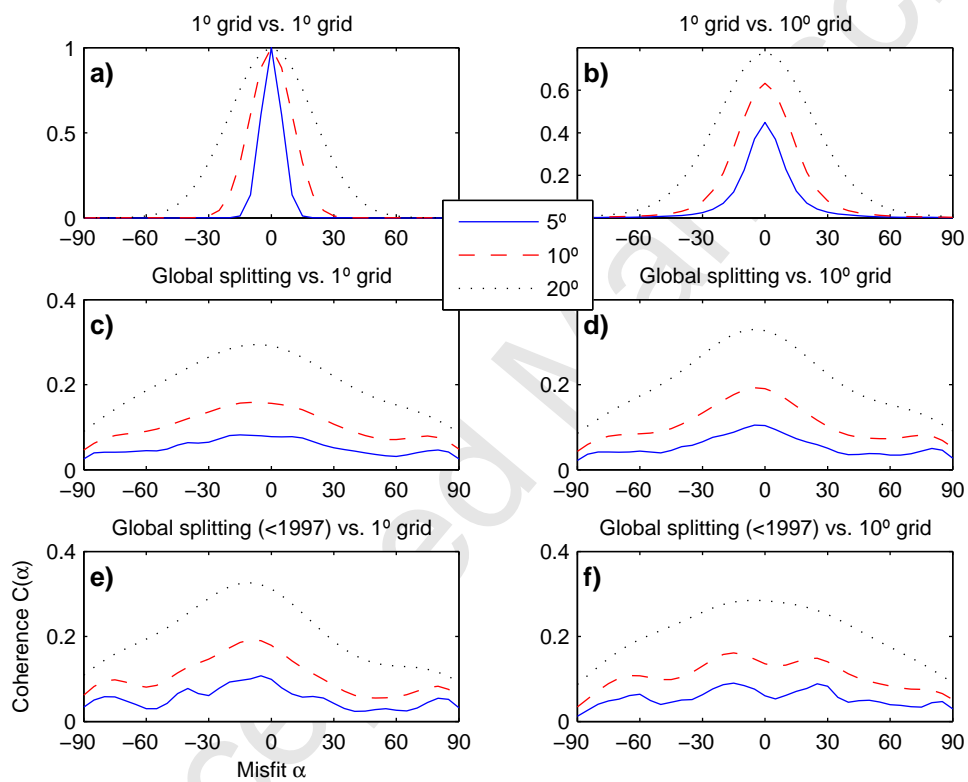 1º grid vs. 1º grid
1º grid vs. 10º grid
a)
b)
1
0.5
0
0.6
0.4
0.2
−90 −30 0 30 60
−60 −30 0 30 60 90
5º
10º
20º
Global splitting vs. 1º grid
Global splitting vs. 10º grid
c)
d)
0.4
0.2
0
0.4
0.2
0
−90 −60 −30 0 30 60 90
−90 −60 −30 0 30 60 90
Global splitting (<1997) vs. 1º grid
Global splitting (<1997) vs. 10º grid
e)
f)
Coherence C(α)
0.4
0.2
0
0.4
0.2
0
−90 −60 −30 0 30 60 90
−90 −60 −30 0 30 60 90
Misfit α